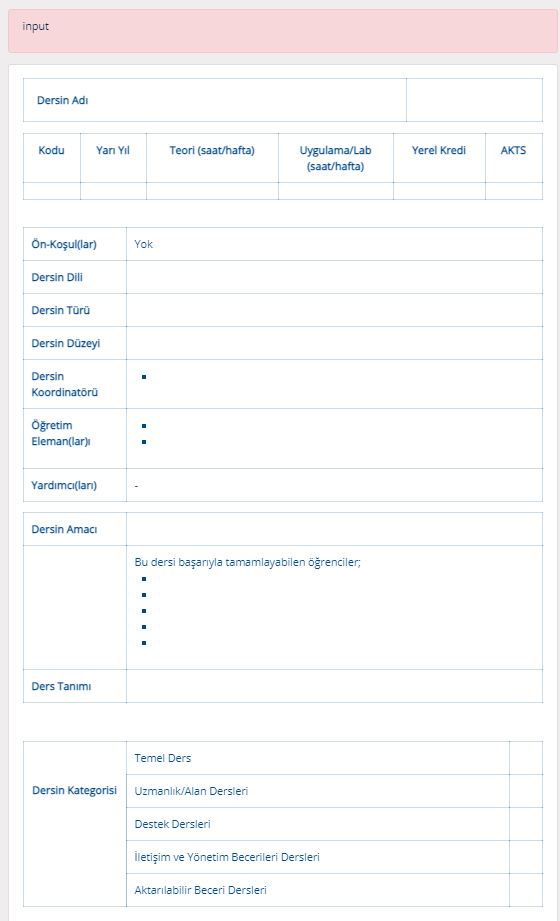 input
Dersin Adı
Kodu Yarı Yıl Teori (saat/hafta) Uygulama/Lab (saat/hafta) Yerel Kredi AKTS
Ön-Koşul(lar) Yok
Dersin Dili
Dersin Türü
Dersin Düzeyi
Dersin
Koordinatörü
Öğretim
Eleman(lar)ı
Yardımcı(ları) -
Dersin Amacı
Bu dersi başarıyla tamamlayabilen öğrenciler;
Ders Tanımı
Dersin Kategorisi
Temel Ders
Uzmanlık/Alan Dersleri
Destek Dersleri
İletişim ve Yönetim Becerileri Dersleri
Aktarılabilir Beceri Dersleri